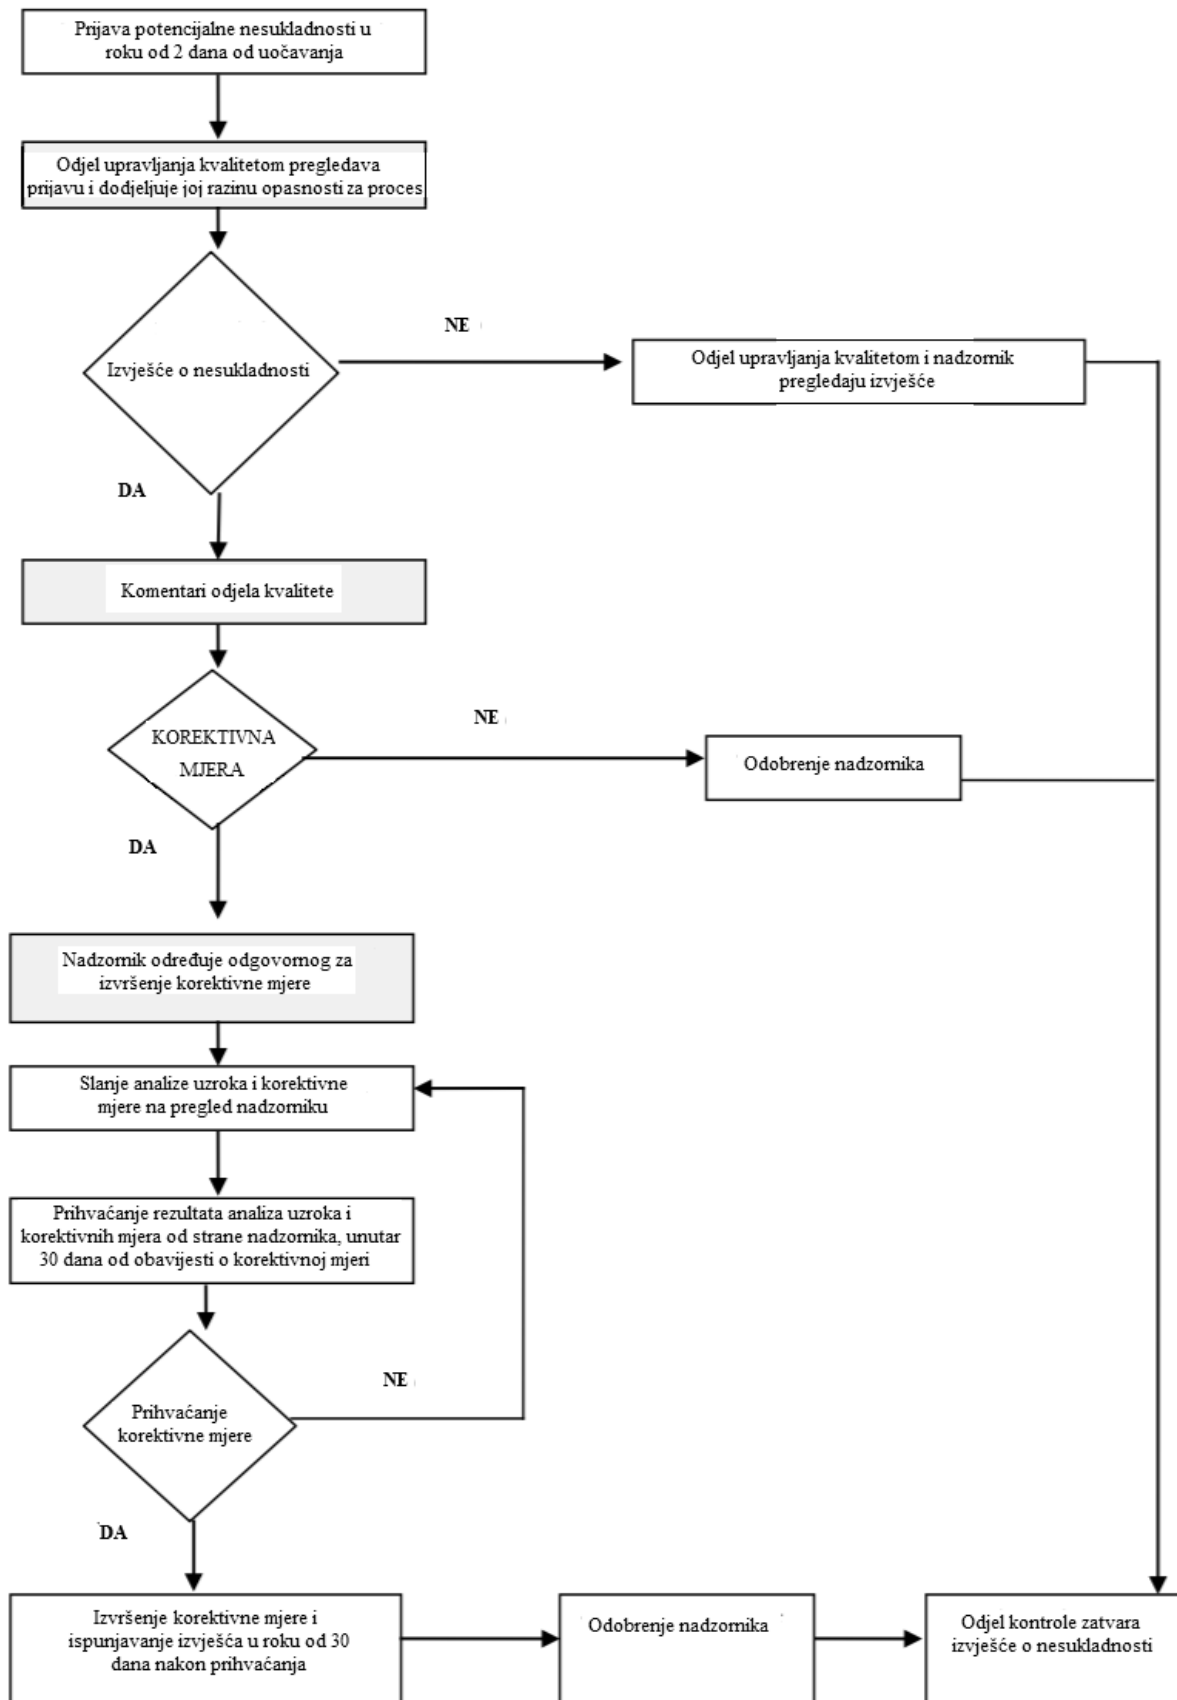 Prijava potencijalne nesukladnosti u
roku od 2 dana od uočavanja
Odjel upravljanja kvalitetom pregledava
prijavu i dodjeljuje joj razinu opasnosti za proces
Izvješće o nesukladnosti
NE
Odjel upravljanja kvalitetom i nadzornik
pregledaju izvješće
DA
Komentari odjela kvalitete
KOREKTIVNA
MJERA
NE
Odobrenje nadzornika
DA
Nadzornik određuje odgovornog za
izvršenje korektivne mjere
Slanje analize uzroka i korektivne
mjere na pregled nadzorniku
Prihvaćanje rezultata analiza uzroka i
korektivnih mjera od strane nadzornika, unutar
30 dana od obavijesti o korektivnoj mjeri
Prihvaćanje
korektivne mjere
NE
DA
Izvršenje korektivne mjere i
ispunjavanje izvješća u roku od 30
dana nakon prihvaćanja
Odobrenje nadzornika
Odjel kontrole zatvara
izvješće o nesukladnosti